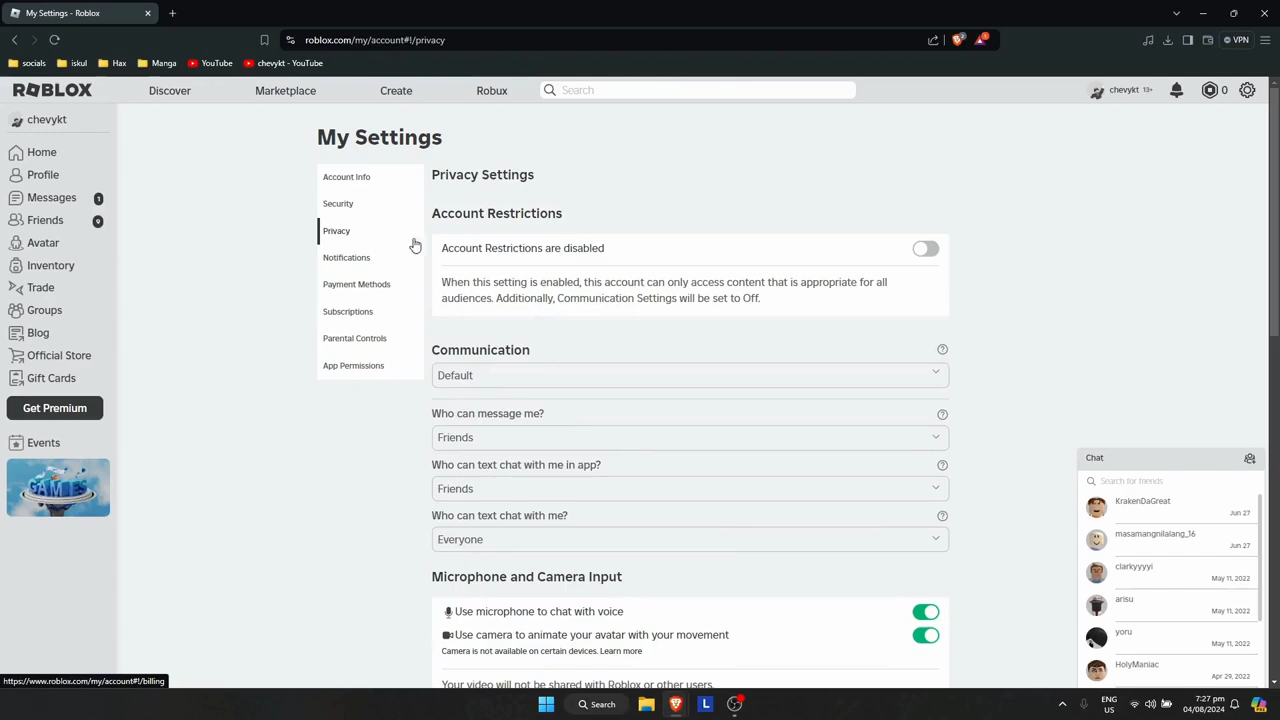 My Settings - Roblox
roblox.com/my/account#!/privacy
2
1
VPN
socials
iskul
Hax
Manga
YouTube
chevykt - YouTube
ROBLOX
Discover
Marketplace
Create
Robux
Search
chevykt 13+
0
chevykt
Home
Profile
Messages 1
Friends 9
Avatar
Inventory
Trade
Groups
Blog
Official Store
Gift Cards
Get Premium
Events
GAMES
My Settings
Account Info
Security
Privacy
Notifications
Payment Methods
Subscriptions
Parental Controls
App Permissions
Privacy Settings
Account Restrictions
Account Restrictions are disabled
When this setting is enabled, this account can only access content that is appropriate for all
audiences. Additionally, Communication Settings will be set to Off.
Communication
Default
Who can message me?
Friends
Who can text chat with me in app?
Friends
Who can text chat with me?
Everyone
Microphone and Camera Input
Use microphone to chat with voice
Use camera to animate your avatar with your movement
Camera is not available on certain devices. Learn more
Your video will not be shared with Roblox or other users.
Chat
Search for friends
KrakenDaGreat
Jun 27
masamangnilalang_16
Jun 27
clarkyyyyi
May 11, 2022
arisu
May 11, 2022
yoru
May 11, 2022
HolyManiac
Apr 29, 2022
https://www.roblox.com/my/account#!/billing
Search
L
ENG
US
7:27 pm
04/08/2024